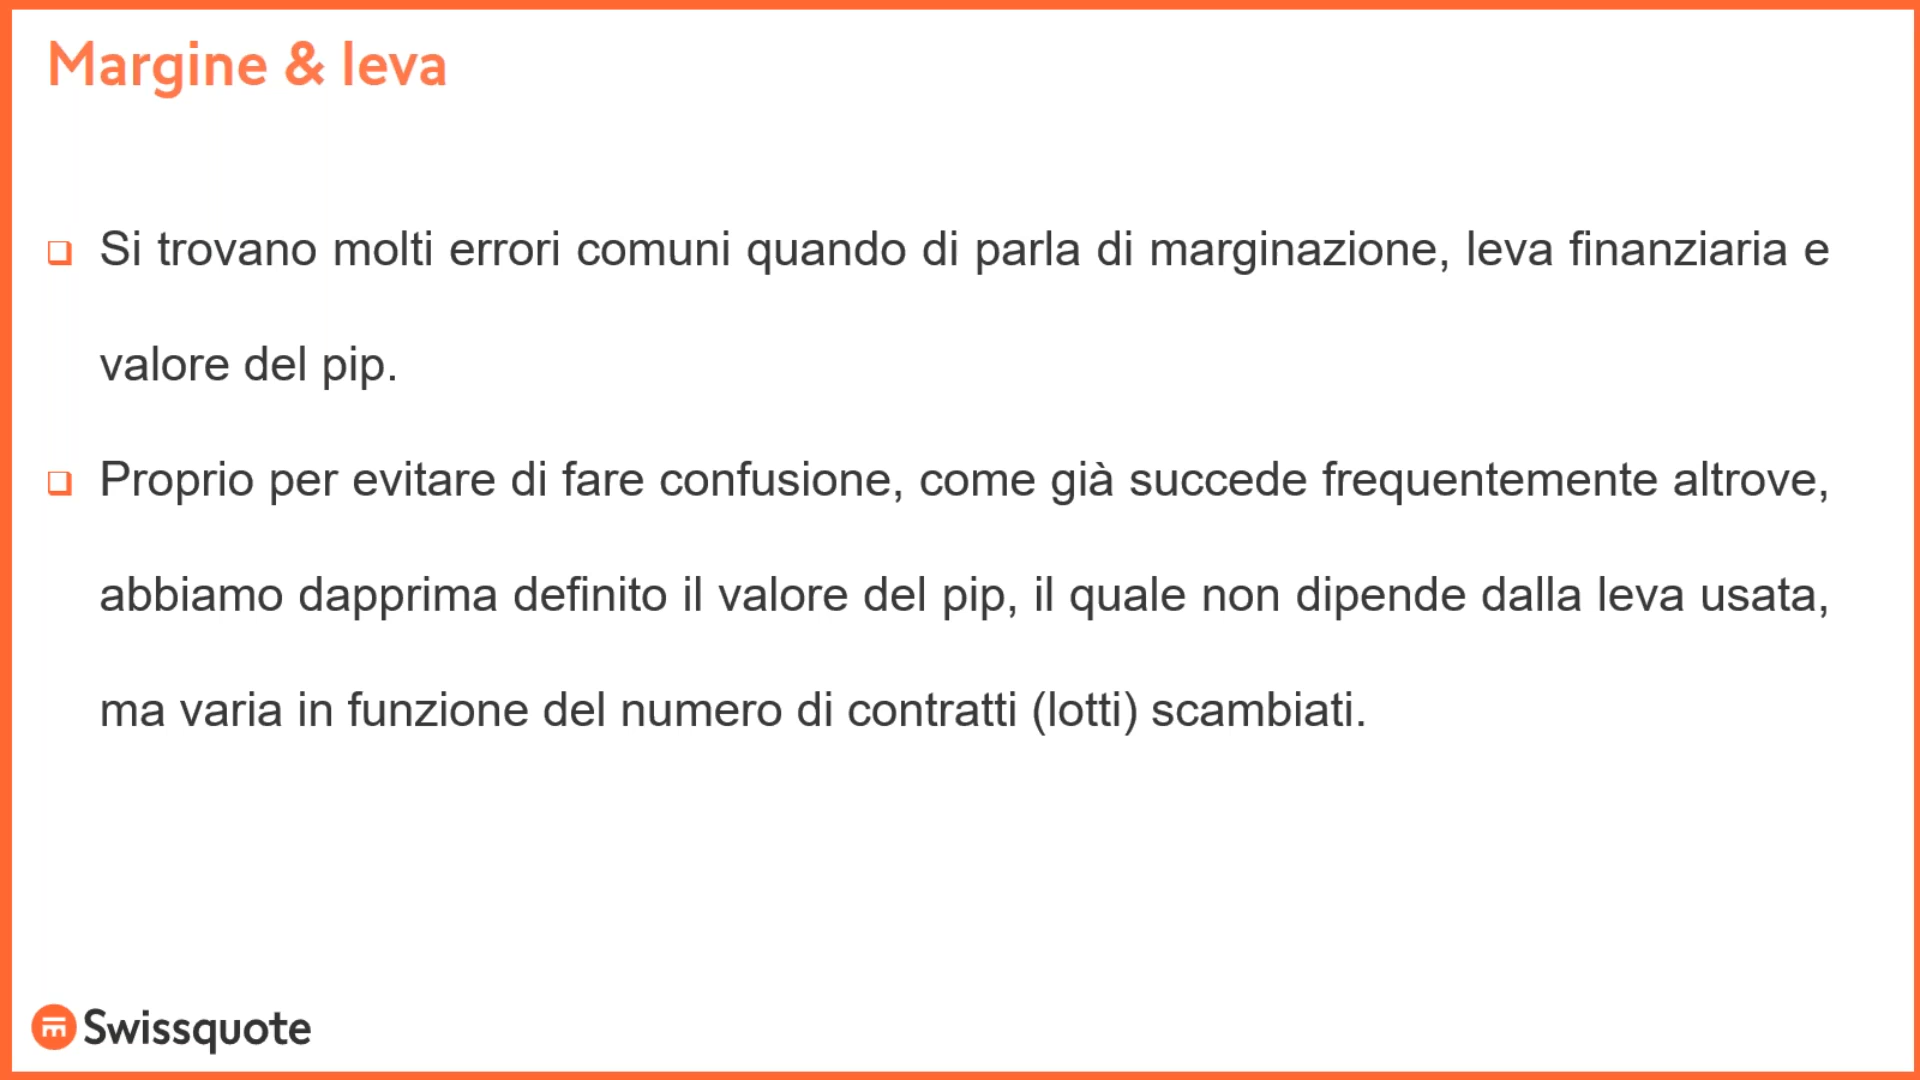 Margine & leva
Si trovano molti errori comuni quando di parla di marginazione, leva finanziaria e
valore del pip.
Proprio per evitare di fare confusione, come già succede frequentemente altrove,
abbiamo dapprima definito il valore del pip, il quale non dipende dalla leva usata,
ma varia in funzione del numero di contratti (lotti) scambiati.
Swissquote